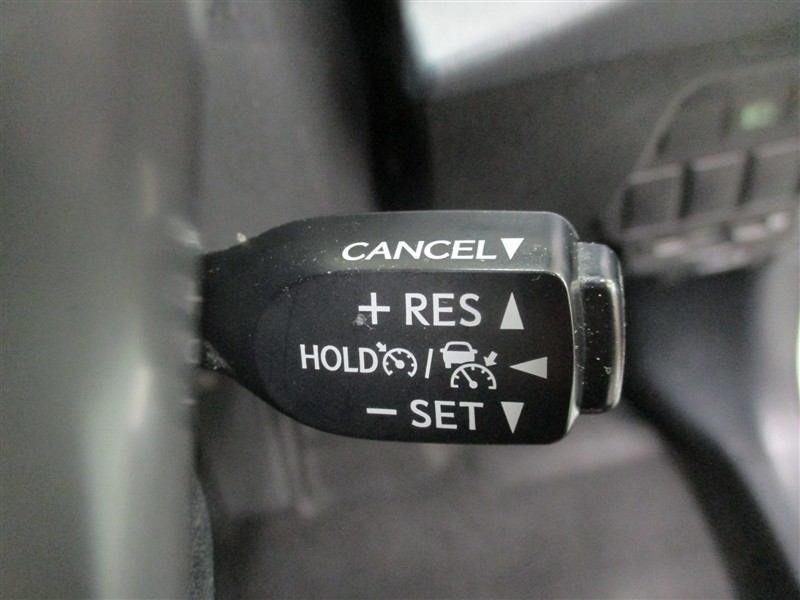 CANCEL▼
+ RES ▲
HOLD / ◀
− SET ▼